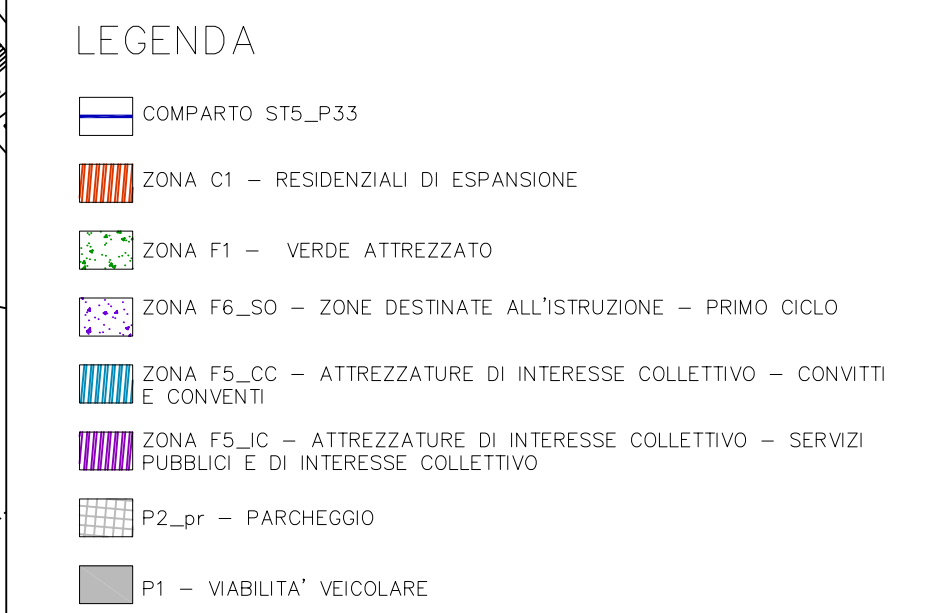 LEGENDA
COMPARTO ST5_P33
ZONA C1 – RESIDENZIALI DI ESPANSIONE
ZONA F1 – VERDE ATTREZZATO
ZONA F6_SO – ZONE DESTINATE ALL'ISTRUZIONE – PRIMO CICLO
ZONA F5_CC – ATTREZZATURE DI INTERESSE COLLETTIVO – CONVITTI
E CONVENTI
ZONA F5_IC – ATTREZZATURE DI INTERESSE COLLETTIVO – SERVIZI
PUBBLICI E DI INTERESSE COLLETTIVO
P2_pr – PARCHEGGIO
P1 – VIABILITA' VEICOLARE